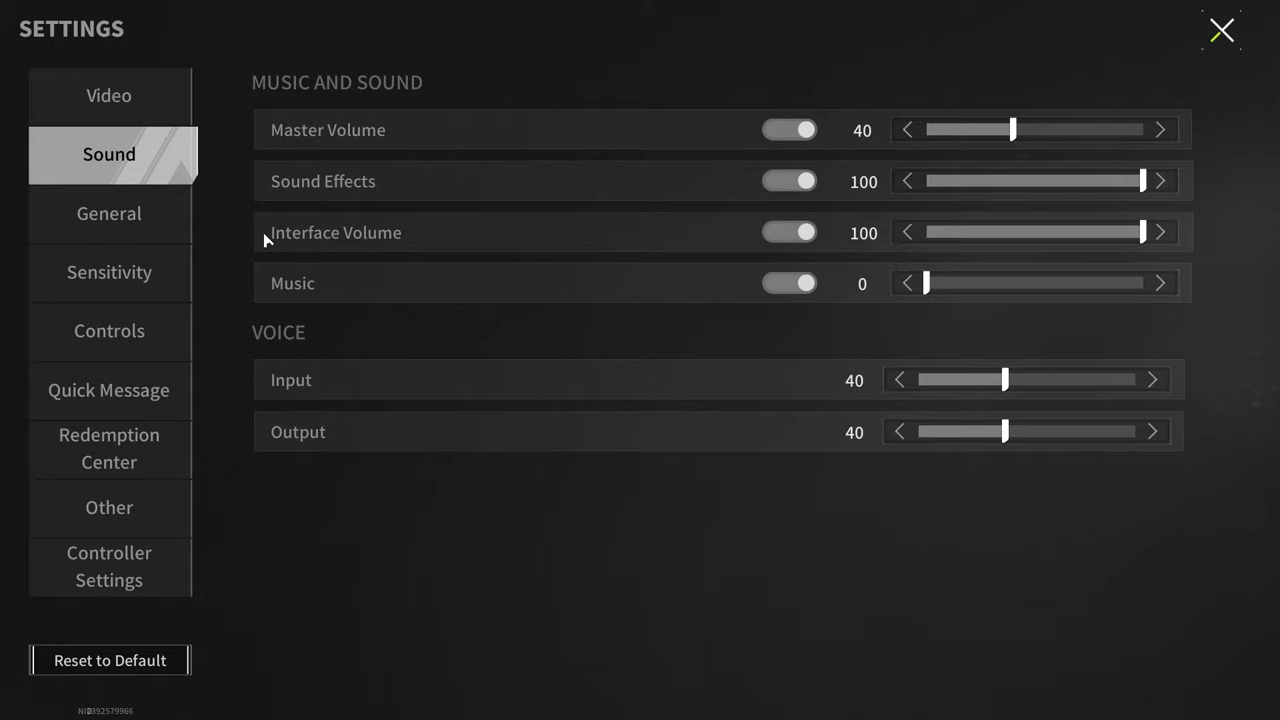 SETTINGS
Video
Sound
General
Sensitivity
Controls
Quick Message
Redemption
Center
Other
Controller
Settings
Reset to Default
MUSIC AND SOUND
Master Volume 40
Sound Effects 100
Interface Volume 100
Music 0
VOICE
Input 40
Output 40